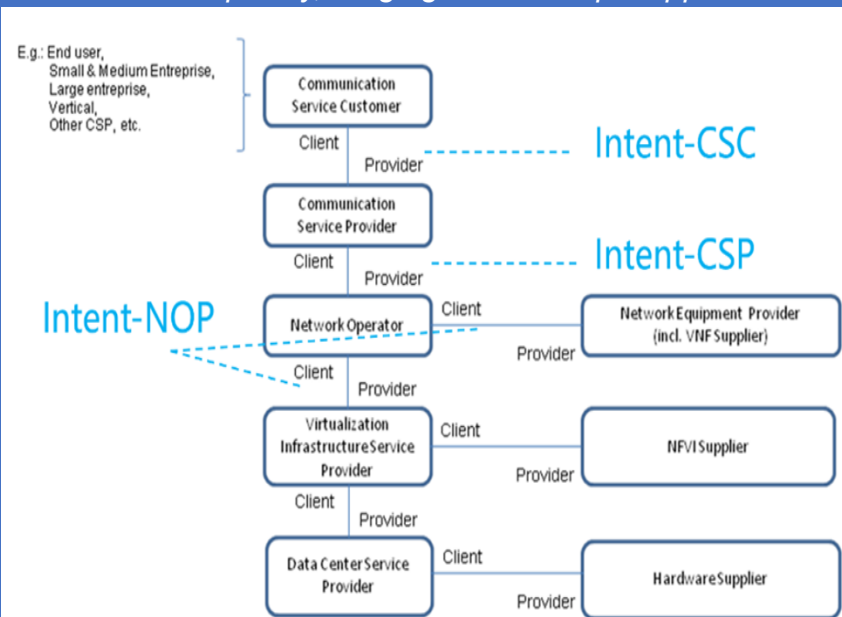 E.g.: End user,
Small & Medium Entreprise,
Large entreprise,
Vertical,
Other CSP, etc.
Communication
Service Customer
Client
Provider
Intent-CSC
Communication
Service Provider
Client
Provider
Intent-CSP
Intent-NOP
Network Operator
Client
Provider
Network Equipment Provider
(incl. VNF Supplier)
Client
Provider
Virtualization
Infrastructure Service
Provider
Client
Provider
NFVI Supplier
Client
Provider
Data Center Service
Provider
Client
Provider
Hardware Supplier